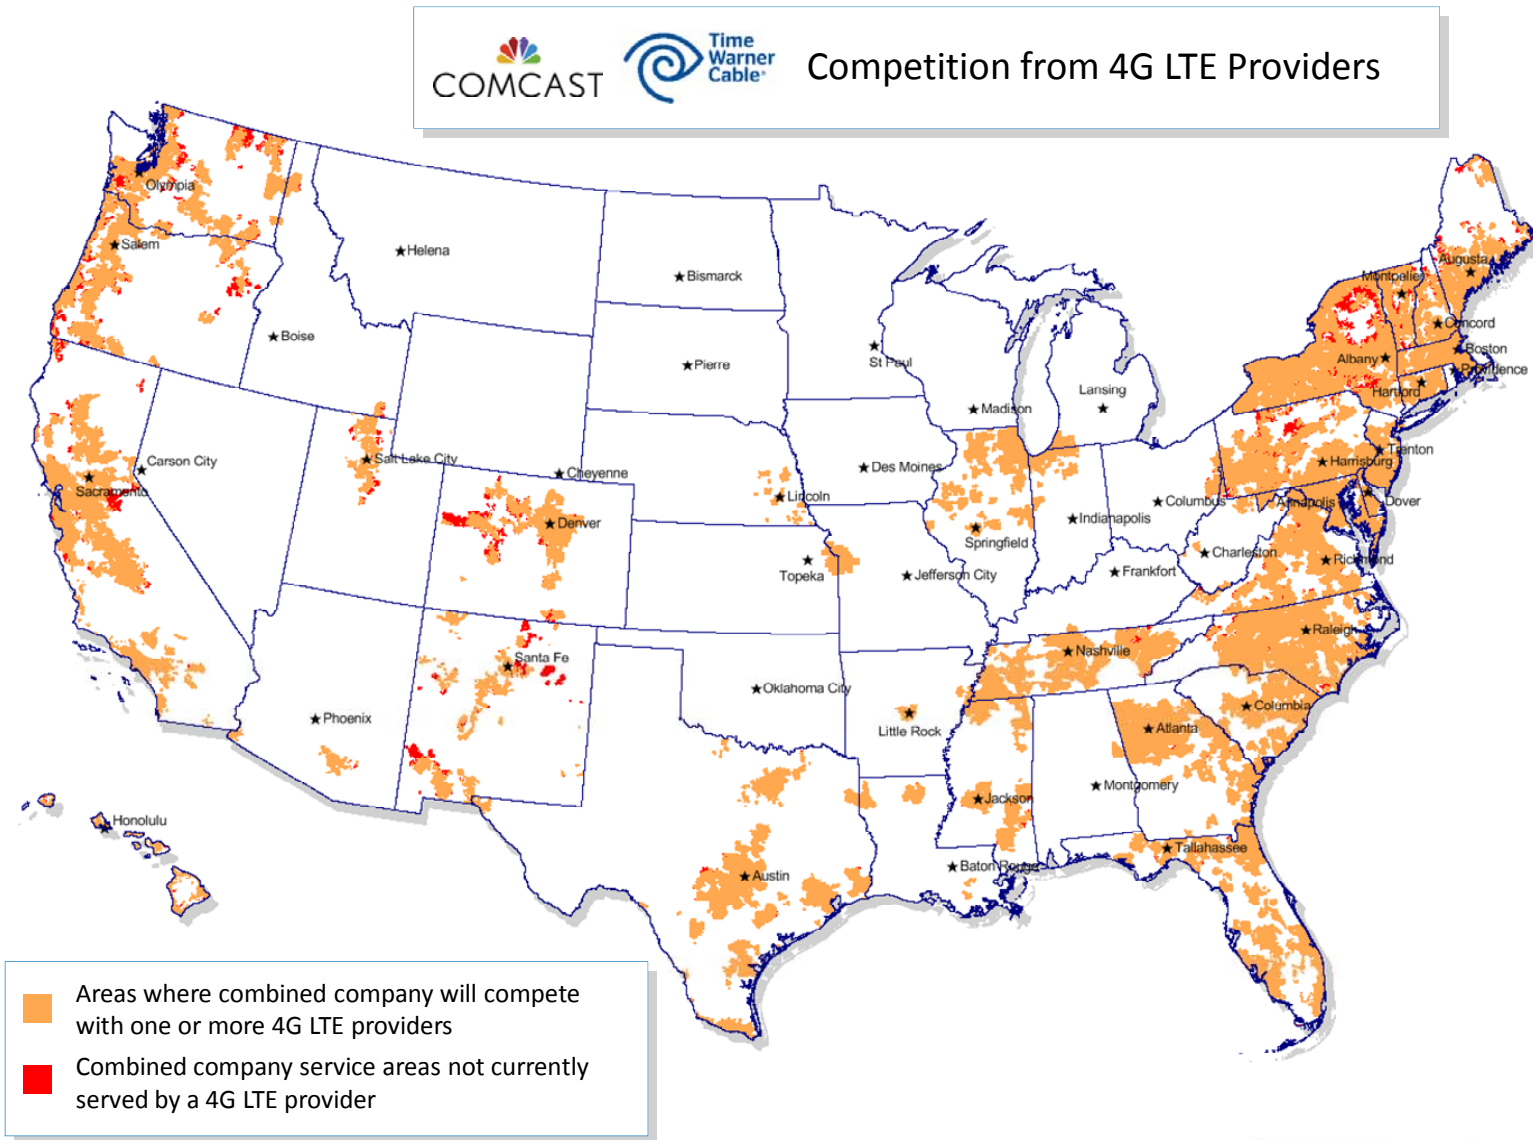 COMCAST
Time
Warner
Cable
Competition from 4G LTE Providers
Olympia
Salem
Helena
Bismarck
Boise
Pierre
St Paul
Lansing
Madison
Augusta
Montpelier
Concord
Albany
Boston
Providence
Hartford
Carson City
Sacramento
Salt Lake City
Cheyenne
Denver
Lincoln
Des Moines
Springfield
Indianapolis
Columbus
Harrisburg
Trenton
Annapolis
Dover
Topeka
Jefferson City
Frankfort
Charleston
Richmond
Santa Fe
Phoenix
Oklahoma City
Little Rock
Nashville
Raleigh
Columbia
Atlanta
Jackson
Montgomery
Honolulu
Austin
Baton Rouge
Tallahassee
Areas where combined company will compete
with one or more 4G LTE providers
Combined company service areas not currently
served by a 4G LTE provider